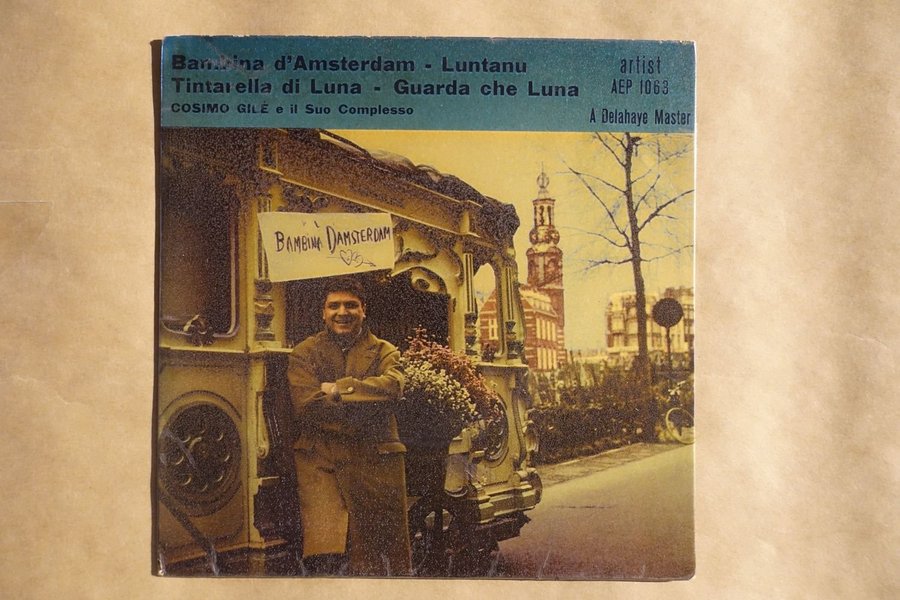 Bambina d'Amsterdam - Luntanu
Tintarella di Luna - Guarda che Luna
COSIMO GILÉ e il Suo Complesso
artist
AEP 1063
A Delahaye Master
BAMBINA DAMSTERDAM